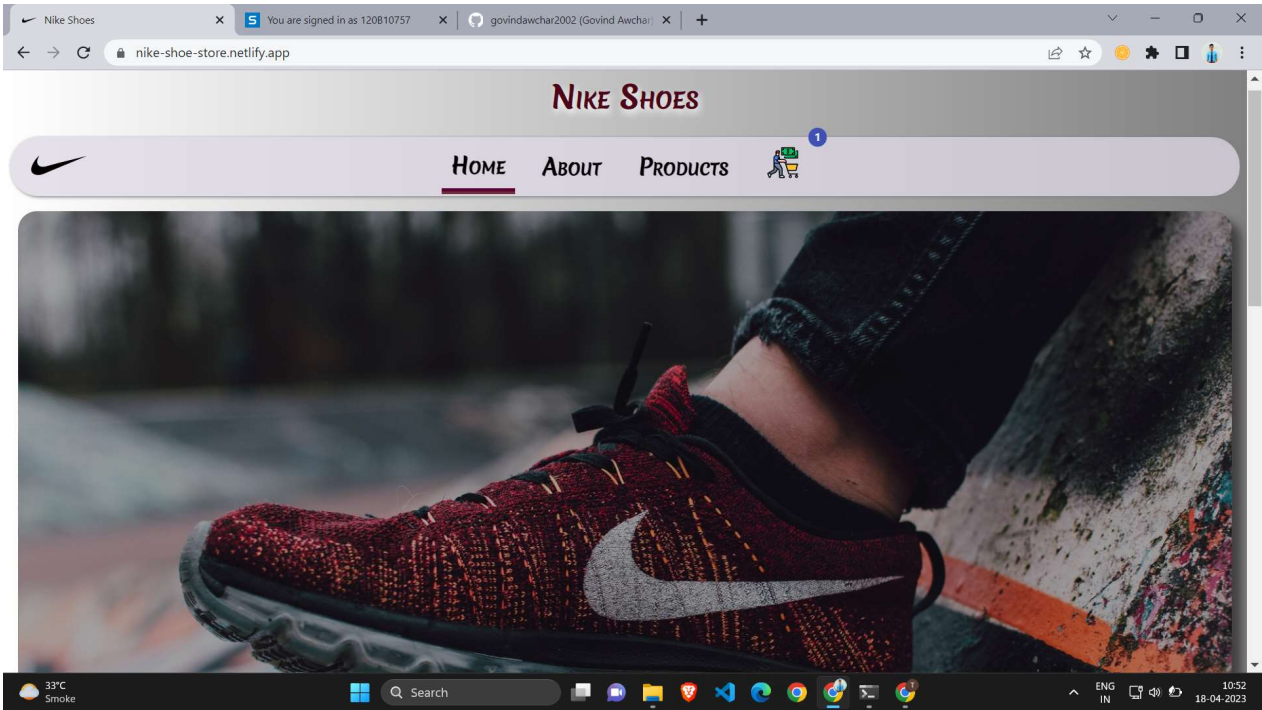 Nike Shoes
You are signed in as 120B10757
govindawchar2002 (Govind Awchar)
nike-shoe-store.netlify.app
NIKE SHOES
1
HOME ABOUT PRODUCTS
33°C
Smoke
Search
1
ENG
IN
10:52
18-04-2023